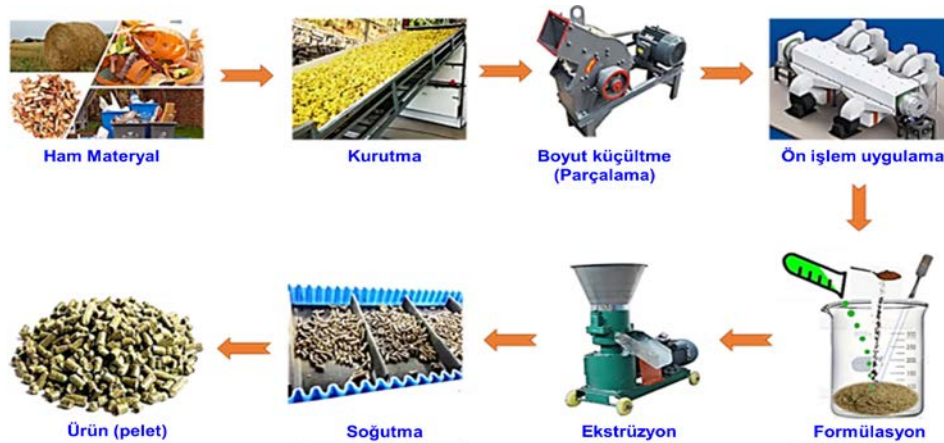 Ham Materyal
Kurutma
Boyut küçültme
(Parçalama)
Ön işlem uygulama
Formülasyon
Ekstrüzyon
Soğutma
Ürün (pelet)